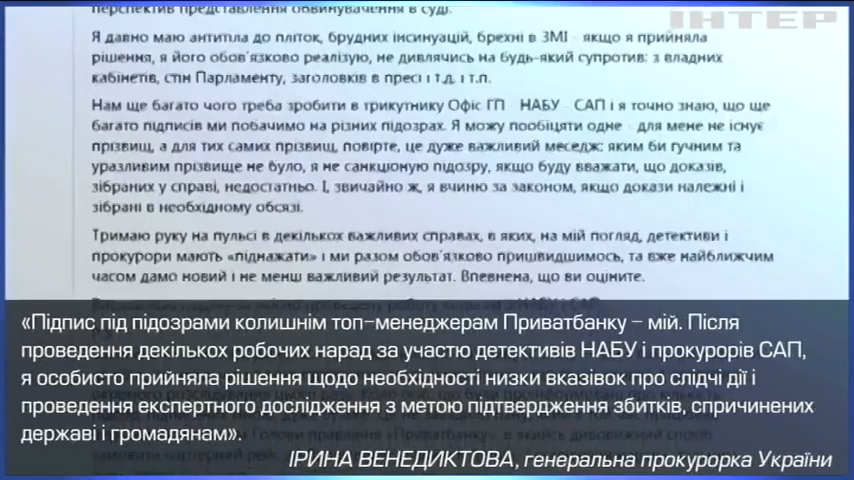 ІНТЕР
перспектив представлення обвинувачення в суді.
Я давно маю антитіла до пліток, брудних інсинуацій, брехні в ЗМІ - якщо я прийняла
рішення, я його обов'язково реалізую, не дивлячись на будь-який супротив: з владних
кабінетів, стін Парламенту, заголовків в пресі і т.д. і т.п.
Нам ще багато чого треба зробити в трикутнику Офіс ГП - НАБУ - САП і я точно знаю, що ще
багато підписів ми побачимо на різних підозрах. Я можу пообіцяти одне - для мене не існує
прізвищ, а для тих самих прізвищ, повірте, це дуже важливий меседж: яким би гучним та
уразливим прізвище не було, я не санкціоную підозру, якщо буду вважати, що доказів,
зібраних у справі, недостатньо. І, звичайно ж, я вчиню за законом, якщо докази належні і
зібрані в необхідному обсязі.
Тримаю руку на пульсі в декількох важливих справах, в яких, на мій погляд, детективи і
прокурори мають «піднажати» і ми разом обов'язково пришвидшимось, та вже найближчим
часом дамо новий і не менш важливий результат. Впевнена, що ви оціните.
«Підпис під підозрами колишнім топ–менеджерам Приватбанку – мій. Після
проведення декількох робочих нарад за участю детективів НАБУ і прокурорів САП,
я особисто прийняла рішення щодо необхідності низки вказівок про слідчі дії і
проведення експертного дослідження з метою підтвердження збитків, спричинених
державі і громадянам».
ІРИНА ВЕНЕДИКТОВА, генеральна прокурорка України